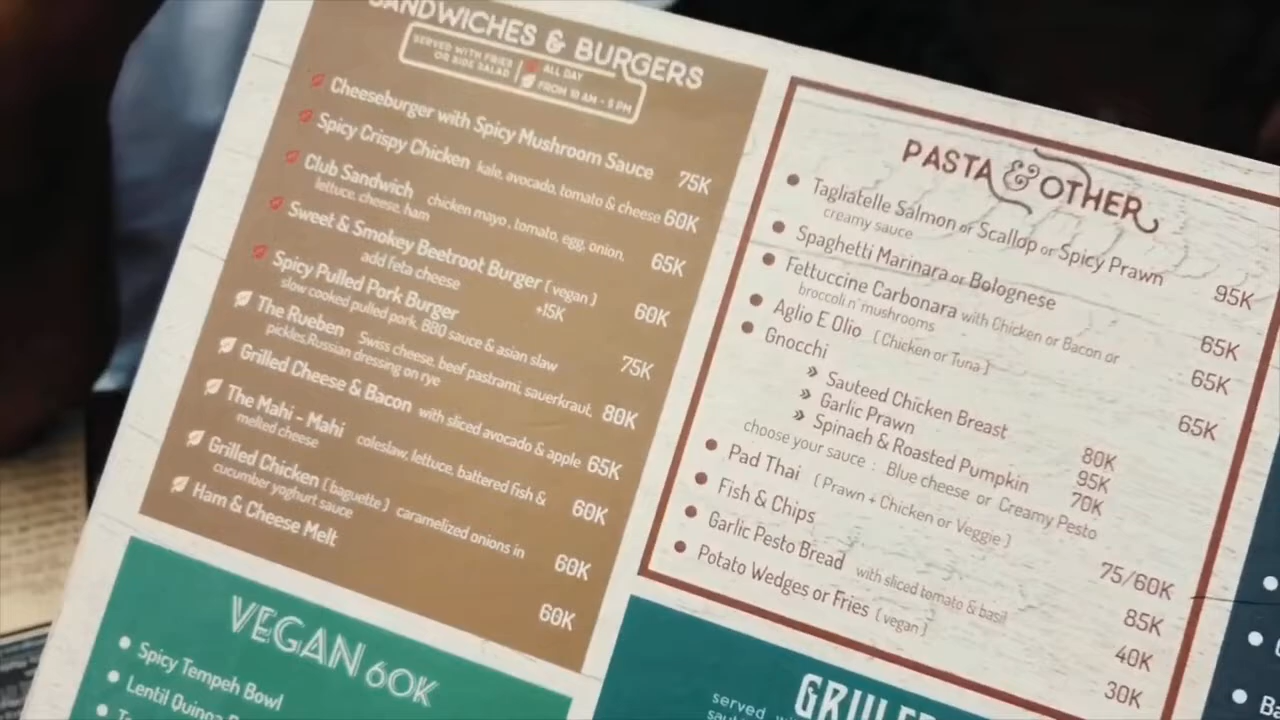 SANDWICHES & BURGERS
SERVED WITH FRIES
OR SIDE SALAD
ALL DAY
FROM 10 AM - 5 PM
Cheeseburger with Spicy Mushroom Sauce 75K
Spicy Crispy Chicken kale, avocado, tomato & cheese 60K
Club Sandwich chicken mayo , tomato, egg, onion, 65K
lettuce, cheese, ham
Sweet & Smokey Beetroot Burger ( vegan ) 60K
add feta cheese +15K
Spicy Pulled Pork Burger 75K
slow cooked pulled pork, BBQ sauce & asian slaw
The Rueben Swiss cheese, beef pastrami, sauerkraut, 80K
pickles,Russian dressing on rye
Grilled Cheese & Bacon with sliced avocado & apple 65K
The Mahi - Mahi coleslaw, lettuce, battered fish & 60K
melted cheese
Grilled Chicken ( baguette ) caramelized onions in 60K
cucumber yoghurt sauce
Ham & Cheese Melt 60K
VEGAN 60K
Spicy Tempeh Bowl
Lentil Quinoa
PASTA & OTHER
Tagliatelle Salmon or Scallop or Spicy Prawn 95K
creamy sauce
Spaghetti Marinara or Bolognese 65K
Fettuccine Carbonara with Chicken or Bacon or 65K
broccoli n' mushrooms
Aglio E Olio ( Chicken or Tuna ) 65K
Gnocchi
» Sauteed Chicken Breast 80K
» Garlic Prawn 95K
» Spinach & Roasted Pumpkin 70K
choose your sauce : Blue cheese or Creamy Pesto
Pad Thai ( Prawn + Chicken or Veggie ) 75/60K
Fish & Chips 85K
Garlic Pesto Bread with sliced tomato & basil 40K
Potato Wedges or Fries ( vegan ) 30K
served